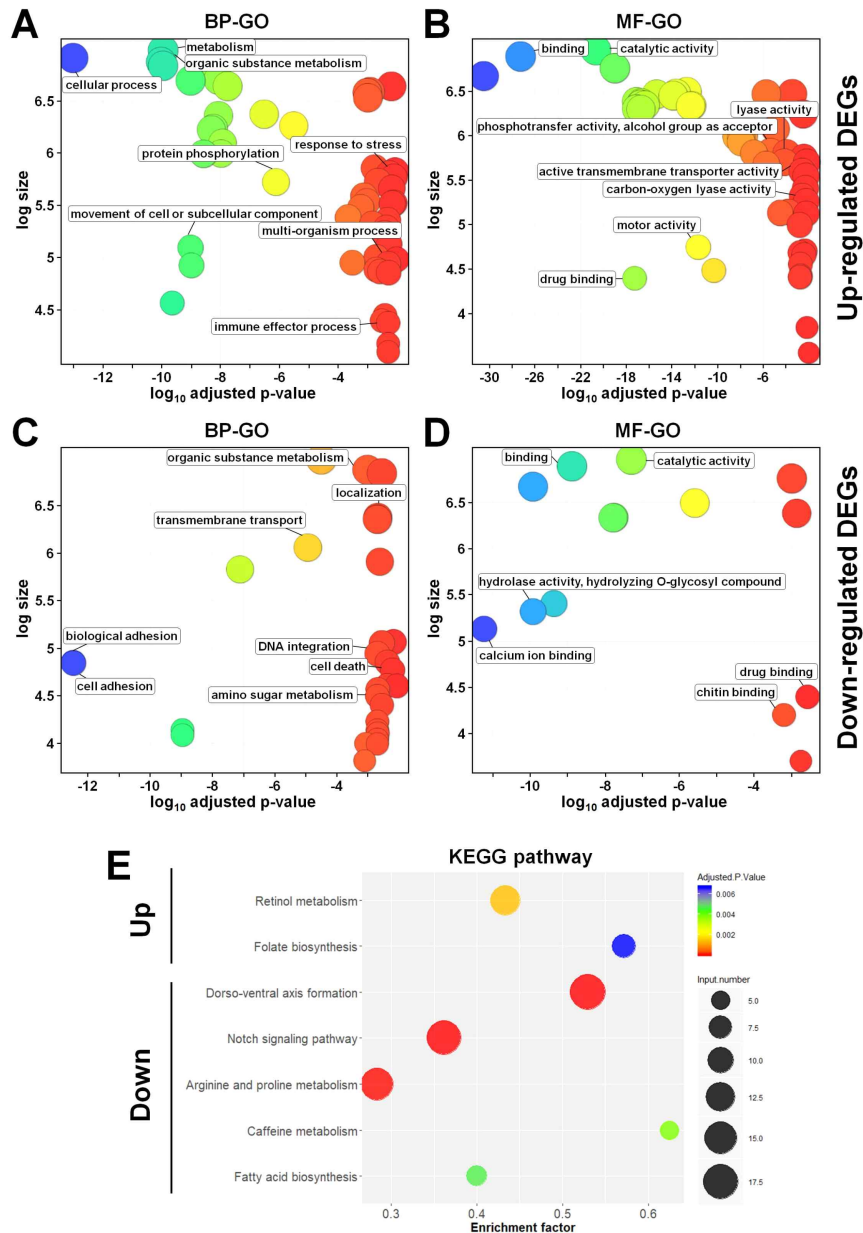 A
BP-GO
metabolism
organic substance metabolism
cellular process
response to stress
protein phosphorylation
movement of cell or subcellular component
multi-organism process
immune effector process
log size
6.5
6
5.5
5
4.5
-12
-10
-8
-6
-4
-2
log10 adjusted p-value
B
MF-GO
binding
catalytic activity
lyase activity
phosphotransfer activity, alcohol group as acceptor
active transmembrane transporter activity
carbon-oxygen lyase activity
motor activity
drug binding
log size
6.5
6
5.5
5
4.5
4
-30
-26
-22
-18
-14
-10
-6
log10 adjusted p-value
Up-regulated DEGs
C
BP-GO
organic substance metabolism
localization
transmembrane transport
biological adhesion
DNA integration
cell death
cell adhesion
amino sugar metabolism
log size
6.5
6
5.5
5
4.5
4
-12
-10
-8
-6
-4
-2
log10 adjusted p-value
D
MF-GO
binding
catalytic activity
hydrolase activity, hydrolyzing O-glycosyl compound
calcium ion binding
drug binding
chitin binding
log size
6.5
6
5.5
5
4.5
4
-10
-8
-6
-4
log10 adjusted p-value
Down-regulated DEGs
E
KEGG pathway
Up
Retinol metabolism
Folate biosynthesis
Down
Dorso-ventral axis formation
Notch signaling pathway
Arginine and proline metabolism
Caffeine metabolism
Fatty acid biosynthesis
0.3
0.4
0.5
0.6
Enrichment factor
Adjusted.P.Value
0.006
0.004
0.002
Input.number
5.0
7.5
10.0
12.5
15.0
17.5